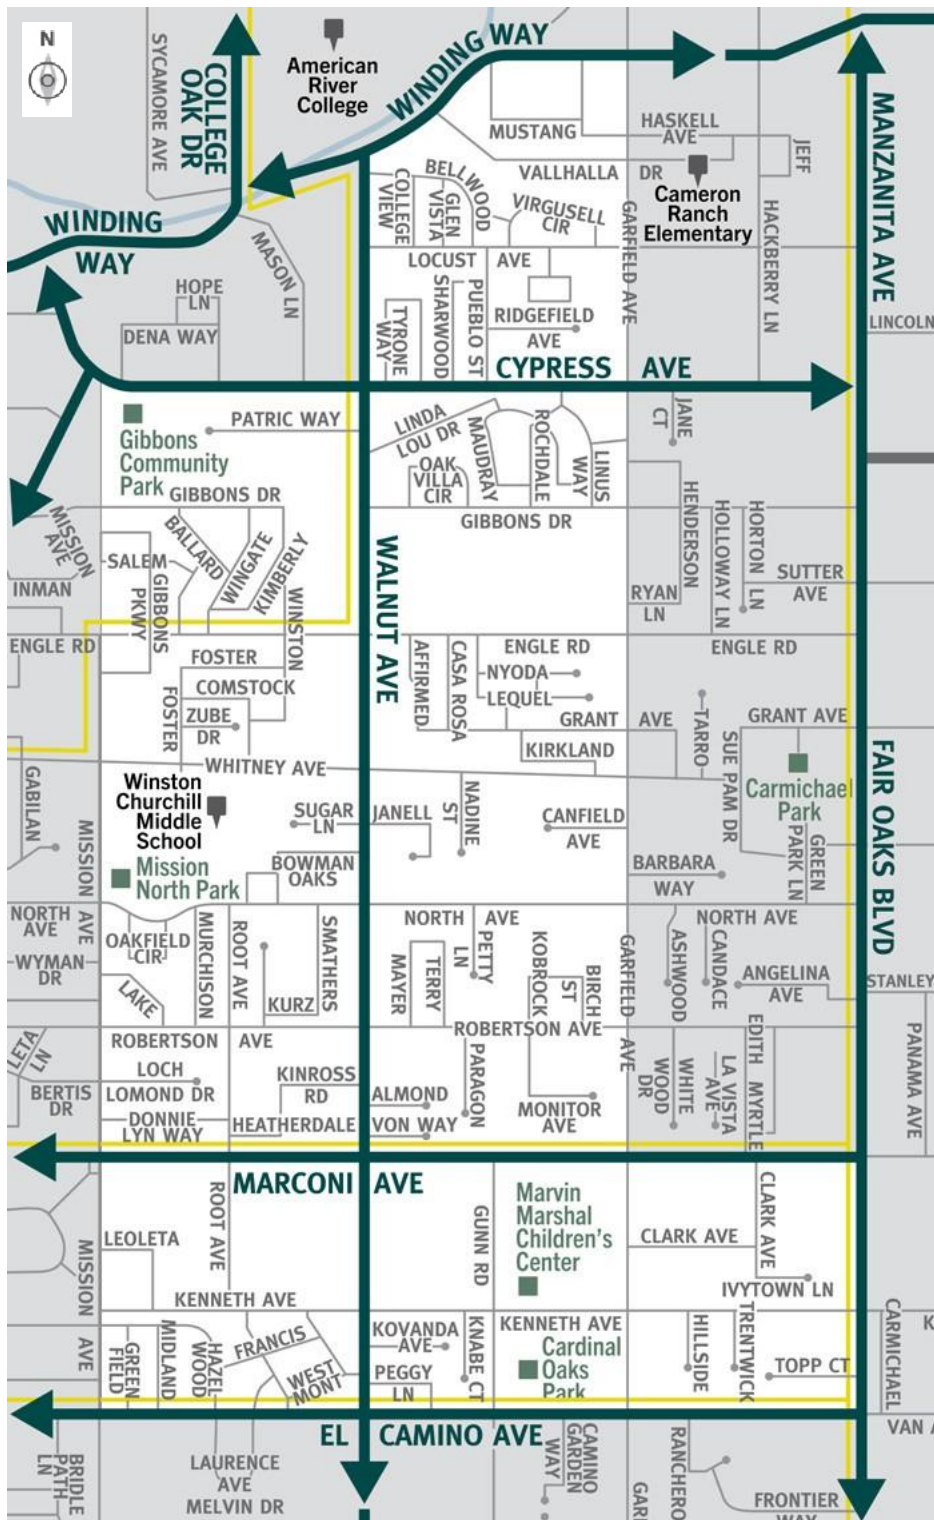 N
SYCAMORE AVE
COLLEGE
OAK DR
American
River
College
WINDING WAY
MANZANITA AVE
MUSTANG
HASKELL
AVE
JEFF
VALLHALLA
DR
Cameron
Ranch
Elementary
BELLWOOD
COLLEGE
VIEW
GLEN
VISTA
VIRGUSELL
CIR
GARFIELD AVE
HACKBERRY LN
WINDING
WAY
MASON LN
LOCUST AVE
HOPE
LN
DENA WAY
TYRONE
WAY
SHARWOOD
PUEBLO ST
RIDGEFIELD
AVE
LINCOLN
CYPRESS AVE
Gibbons
Community
Park
PATRIC WAY
LINDA
LOU DR
MAUDRAY
ROCHDALE
LINUS
WAY
JANE
CT
OAK
VILLA
CIR
GIBBONS DR
GIBBONS DR
MISSION
AVE
BALLARD
WINGATE
KIMBERLY
SALEM
GIBBONS
PKWY
WINSTON
WALNUT AVE
HENDERSON
HOLLOWAY LN
HORTON LN
SUTTER
AVE
INMAN
RYAN
LN
ENGLE RD
ENGLE RD
ENGLE RD
FOSTER
FOSTER
COMSTOCK
ZUBE
DR
AFFIRMED
CASA ROSA
NYODA
LEQUEL
GRANT AVE
KIRKLAND
TARRO
SUE PAM DR
GRANT AVE
WHITNEY AVE
Carmichael
Park
FAIR OAKS BLVD
GABILAN
Winston
Churchill
Middle
School
SUGAR
LN
JANELL
NADINE
ST
CANFIELD
AVE
GREEN
PARK LN
MISSION AVE
Mission
North Park
BOWMAN
OAKS
BARBARA
WAY
NORTH
AVE
OAKFIELD
CIR
MURCHISON
ROOT AVE
SMATHERS
NORTH AVE
PETTY
LN
NORTH AVE
WYMAN
DR
LAKE
KURZ
MAYER
TERRY
KOBROCK
ST
BIRCH
GARFIELD AVE
ASHWOOD
CANDACE
ANGELINA
AVE
STANLEY
ROBERTSON AVE
ROBERTSON AVE
LETA
LN
BERTIS
DR
LOCH
LOMOND DR
DONNIE
LYN WAY
KINROSS
RD
HEATHERDALE
ALMOND
VON WAY
PARAGON
MONITOR
AVE
WHITE
WOOD
DR
LA VISTA
AVE
EDITH
MYRTLE
PANAMA AVE
MARCONI AVE
LEOLETA
ROOT AVE
GUNN RD
Marvin
Marshal
Children's
Center
CLARK AVE
CLARK AVE
IVYTOWN LN
MISSION AVE
KENNETH AVE
KENNETH AVE
GREEN
FIELD
MIDLAND
HAZEL
WOOD
FRANCIS
WEST
MONT
KOVANDA
AVE
PEGGY
LN
KNABE CT
Cardinal
Oaks
Park
HILLSIDE
TRENTWICK
TOPP CT
CARMICHAEL
K
EL CAMINO AVE
VAN A
BRIDLE
PATH
LN
LAURENCE
AVE
MELVIN DR
CAMINO
GARDEN
WAY
GARI
RANCHERO
FRONTIER
WAY